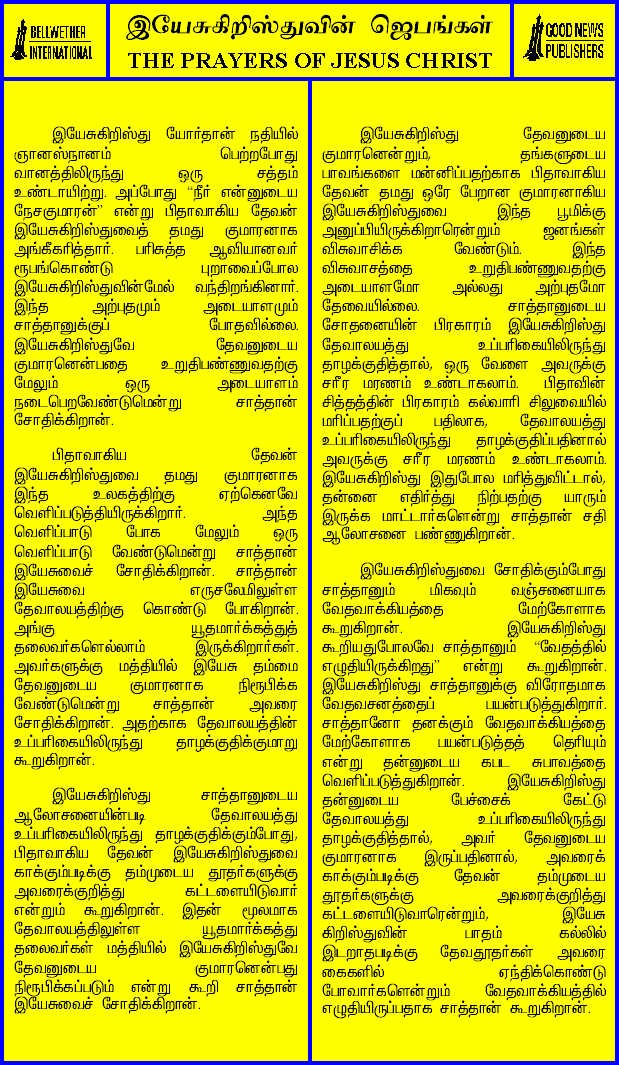 BELLWETHER
INTERNATIONAL
இயேசுகிறிஸ்துவின் ஜெபங்கள்
THE PRAYERS OF JESUS CHRIST
GOOD NEWS
PUBLISHERS
இயேசுகிறிஸ்து யோர்தான் நதியில்
ஞானஸ்நானம் பெற்றபோது
வானத்திலிருந்து ஒரு சத்தம்
உண்டாயிற்று. அப்போது “நீர் என்னுடைய
நேசகுமாரன்” என்று பிதாவாகிய தேவன்
இயேசுகிறிஸ்துவைத் தமது குமாரனாக
அங்கீகரித்தார். பரிசுத்த ஆவியானவர்
ரூபங்கொண்டு புறாவைப்போல
இயேசுகிறிஸ்துவின்மேல் வந்திறங்கினார்.
இந்த அற்புதமும் அடையாளமும்
சாத்தானுக்குப் போதவில்லை.
இயேசுகிறிஸ்துவே தேவனுடைய
குமாரனென்பதை உறுதிபண்ணுவதற்கு
மேலும் ஒரு அடையாளம்
நடைபெறவேண்டுமென்று சாத்தான்
சோதிக்கிறான்.
பிதாவாகிய தேவன்
இயேசுகிறிஸ்துவை தமது குமாரனாக
இந்த உலகத்திற்கு ஏற்கெனவே
வெளிப்படுத்தியிருக்கிறார். அந்த
வெளிப்பாடு போக மேலும் ஒரு
வெளிப்பாடு வேண்டுமென்று சாத்தான்
இயேசுவைச் சோதிக்கிறான். சாத்தான்
இயேசுவை எருசலேமிலுள்ள
தேவாலயத்திற்கு கொண்டு போகிறான்.
அங்கு யூதமார்க்கத்துத்
தலைவர்களெல்லாம் இருக்கிறார்கள்.
அவர்களுக்கு மத்தியில் இயேசு தம்மை
தேவனுடைய குமாரனாக நிரூபிக்க
வேண்டுமென்று சாத்தான் அவரை
சோதிக்கிறான். அதற்காக தேவாலயத்தின்
உப்பரிகையிலிருந்து தாழக்குதிக்குமாறு
கூறுகிறான்.
இயேசுகிறிஸ்து சாத்தானுடைய
ஆலோசனையின்படி தேவாலயத்து
உப்பரிகையிலிருந்து தாழக்குதிக்கும்போது,
பிதாவாகிய தேவன் இயேசுகிறிஸ்துவை
காக்கும்படிக்கு தம்முடைய தூதர்களுக்கு
அவரைக்குறித்து கட்டளையிடுவார்
என்றும் கூறுகிறான். இதன் மூலமாக
தேவாலயத்திலுள்ள யூதமார்க்கத்து
தலைவர்கள் மத்தியில் இயேசுகிறிஸ்துவே
தேவனுடைய குமாரனென்பது
நிரூபிக்கப்படும் என்று கூறி சாத்தான்
இயேசுவைச் சோதிக்கிறான்.
இயேசுகிறிஸ்து தேவனுடைய
குமாரனென்றும், தங்களுடைய
பாவங்களை மன்னிப்பதற்காக பிதாவாகிய
தேவன் தமது ஒரே பேறான குமாரனாகிய
இயேசுகிறிஸ்துவை இந்த பூமிக்கு
அனுப்பியிருக்கிறாரென்றும் ஜனங்கள்
விசுவாசிக்க வேண்டும். இந்த
விசுவாசத்தை உறுதிபண்ணுவதற்கு
அடையாளமோ அல்லது அற்புதமோ
தேவையில்லை. சாத்தானுடைய
சோதனையின் பிரகாரம் இயேசுகிறிஸ்து
தேவாலயத்து உப்பரிகையிலிருந்து
தாழக்குதித்தால், ஒரு வேளை அவருக்கு
சரீர மரணம் உண்டாகலாம். பிதாவின்
சித்தத்தின் பிரகாரம் கல்வாரி சிலுவையில்
மரிப்பதற்குப் பதிலாக, தேவாலயத்து
உப்பரிகையிலிருந்து தாழக்குதிப்பதினால்
அவருக்கு சரீர மரணம் உண்டாகலாம்.
இயேசுகிறிஸ்து இதுபோல மரித்துவிட்டால்,
தன்னை எதிர்த்து நிற்பதற்கு யாரும்
இருக்க மாட்டார்களென்று சாத்தான் சதி
ஆலோசனை பண்ணுகிறான்.
இயேசுகிறிஸ்துவை சோதிக்கும்போது
சாத்தானும் மிகவும் வஞ்சனையாக
வேதவாக்கியத்தை மேற்கோளாக
கூறுகிறான். இயேசுகிறிஸ்து
கூறியதுபோலவே சாத்தானும் “வேதத்தில்
எழுதியிருக்கிறது” என்று கூறுகிறான்.
இயேசுகிறிஸ்து சாத்தானுக்கு விரோதமாக
வேதவசனத்தைப் பயன்படுத்துகிறார்.
சாத்தானோ தனக்கும் வேதவாக்கியத்தை
மேற்கோளாக பயன்படுத்தத் தெரியும்
என்று தன்னுடைய கபட சுபாவத்தை
வெளிப்படுத்துகிறான். இயேசுகிறிஸ்து
தன்னுடைய பேச்சைக் கேட்டு
தேவாலயத்து உப்பரிகையிலிருந்து
தாழக்குதித்தால், அவர் தேவனுடைய
குமாரனாக இருப்பதினால், அவரைக்
காக்கும்படிக்கு தேவன் தம்முடைய
தூதர்களுக்கு அவரைக்குறித்து
கட்டளையிடுவாரென்றும், இயேசு
கிறிஸ்துவின் பாதம் கல்லில்
இடறாதபடிக்கு தேவதூதர்கள் அவரை
கைகளில் ஏந்திக்கொண்டு
போவார்களென்றும் வேதவாக்கியத்தில்
எழுதியிருப்பதாக சாத்தான் கூறுகிறான்.